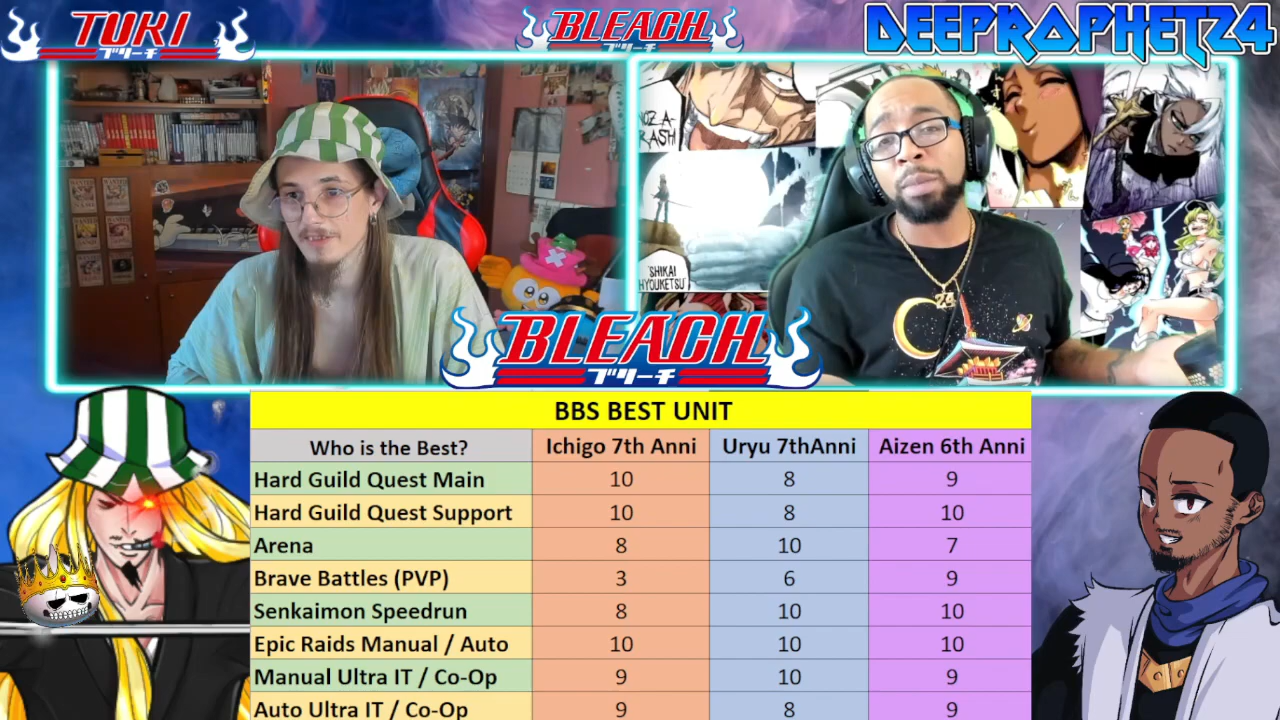 TUKI
ブリーチ
BLEACH
ブリーチ
DEEPROPHET24
NOZA-
RASHI
"SHIKAI
HYOUKETSU"
BLEACH
ブリーチ
BBS BEST UNIT
Who is the Best? Ichigo 7th Anni Uryu 7thAnni Aizen 6th Anni
Hard Guild Quest Main 10 8 9
Hard Guild Quest Support 10 8 10
Arena 8 10 7
Brave Battles (PVP) 3 6 9
Senkaimon Speedrun 8 10 10
Epic Raids Manual / Auto 10 10 10
Manual Ultra IT / Co-Op 9 10 9
Auto Ultra IT / Co-Op 9 8 9